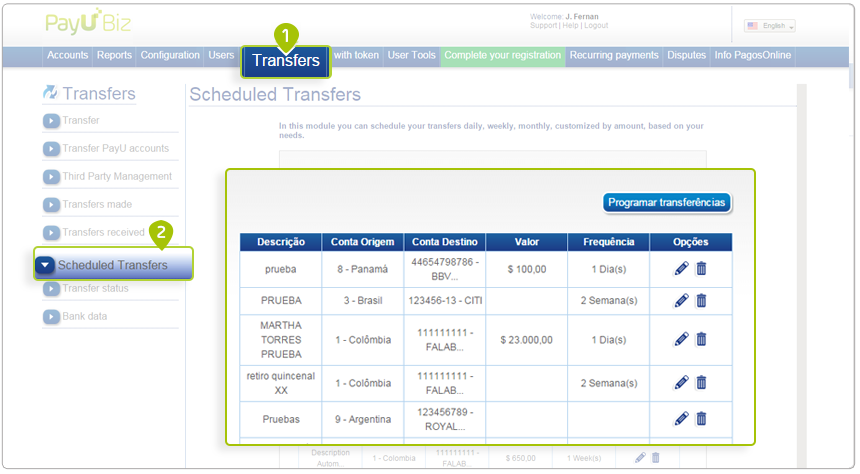 PayU Biz
Welcome: J. Fernan
Support | Help | Logout
English
Accounts Reports Configuration Users Transfers with token User Tools Complete your registration Recurring payments Disputes Info PagosOnline
1
Transfers
Transfer
Transfer PayU accounts
Third Party Management
Transfers made
Transfers received
2
Scheduled Transfers
Transfer status
Bank data
Scheduled Transfers
In this module you can schedule your transfers daily, weekly, monthly, customized by amount, based on your
needs.
Programar transferências
Descrição Conta Origem Conta Destino Valor Frequência Opções
prueba 8 - Panamá 44654798786 -
BBV... $ 100,00 1 Dia(s)
PRUEBA 3 - Brasil 123456-13 - CITI 2 Semana(s)
MARTHA
TORRES
PRUEBA 1 - Colômbia 111111111 -
FALAB... $ 23.000,00 1 Dia(s)
retiro quincenal
XX 1 - Colômbia 111111111 -
FALAB... 2 Semana(s)
Pruebas 9 - Argentina 123456789 -
ROYAL...
Description
Autom... 1 - Colombia 111111111 -
FALAB... $ 650,00 1 Week(s)